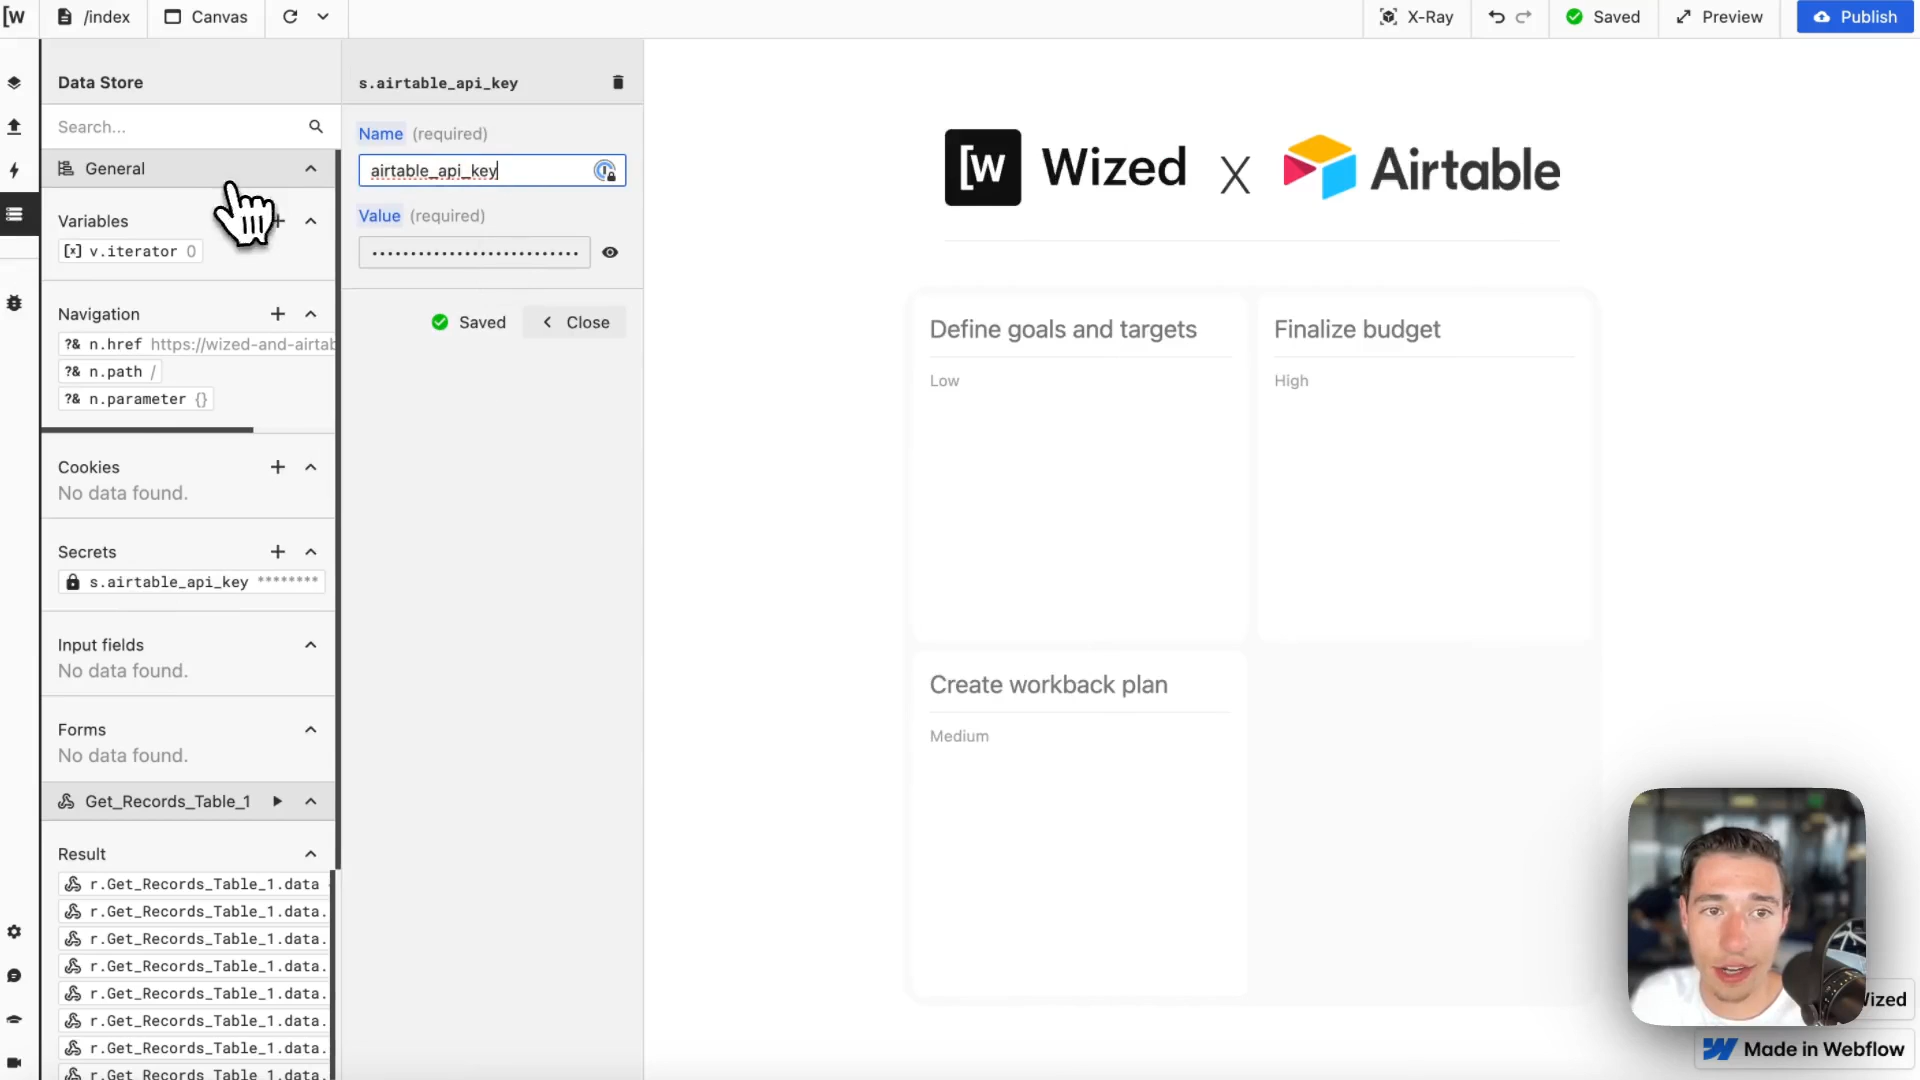 [W
/index
Canvas
X-Ray
Saved
Preview
Publish
Data Store
Search...
General
Variables
[x] v.iterator 0
Navigation
?& n.href https://wized-and-airtab
?& n.path /
?& n.parameter {}
Cookies
No data found.
Secrets
s.airtable_api_key ********
Input fields
No data found.
Forms
No data found.
Get_Records_Table_1
Result
r.Get_Records_Table_1.data
r.Get_Records_Table_1.data.
r.Get_Records_Table_1.data.
r.Get_Records_Table_1.data.
r.Get_Records_Table_1.data.
r.Get_Records_Table_1.data.
r.Get_Records_Table_1.data.
r.Get_Records_Table_1.data.
s.airtable_api_key
Name (required)
airtable_api_key
Value (required)
••••••••••••••••••••••••••
Saved
Close
[W Wized X Airtable
Define goals and targets
Low
Finalize budget
High
Create workback plan
Medium
Wized
Made in Webflow